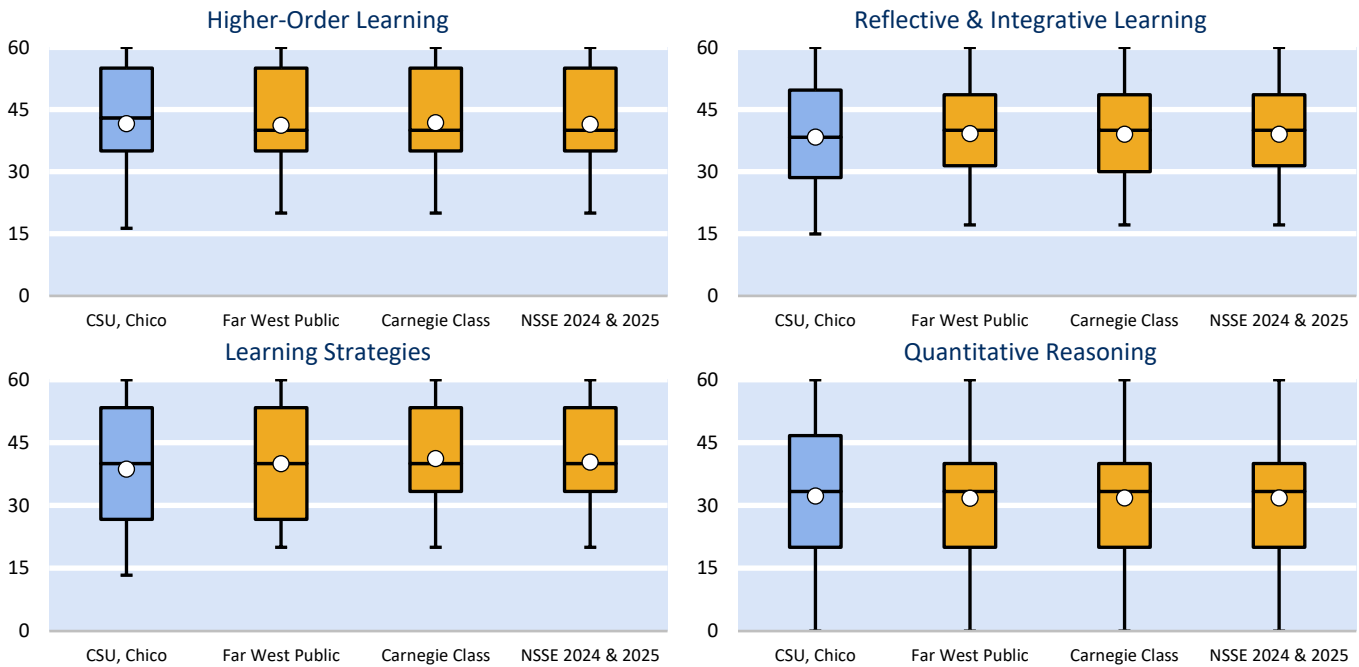 Higher-Order Learning
60
45
30
15
0
CSU, Chico Far West Public Carnegie Class NSSE 2024 & 2025
Reflective & Integrative Learning
60
45
30
15
0
CSU, Chico Far West Public Carnegie Class NSSE 2024 & 2025
Learning Strategies
60
45
30
15
0
CSU, Chico Far West Public Carnegie Class NSSE 2024 & 2025
Quantitative Reasoning
60
45
30
15
0
CSU, Chico Far West Public Carnegie Class NSSE 2024 & 2025